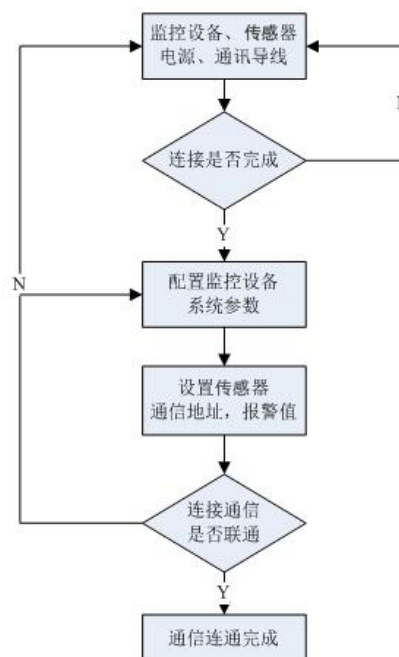 监控设备、传感器
电源、通讯导线
连接是否完成
Y
N
配置监控设备
系统参数
设置传感器
通信地址，报警值
连接通信
是否联通
Y
通信连通完成